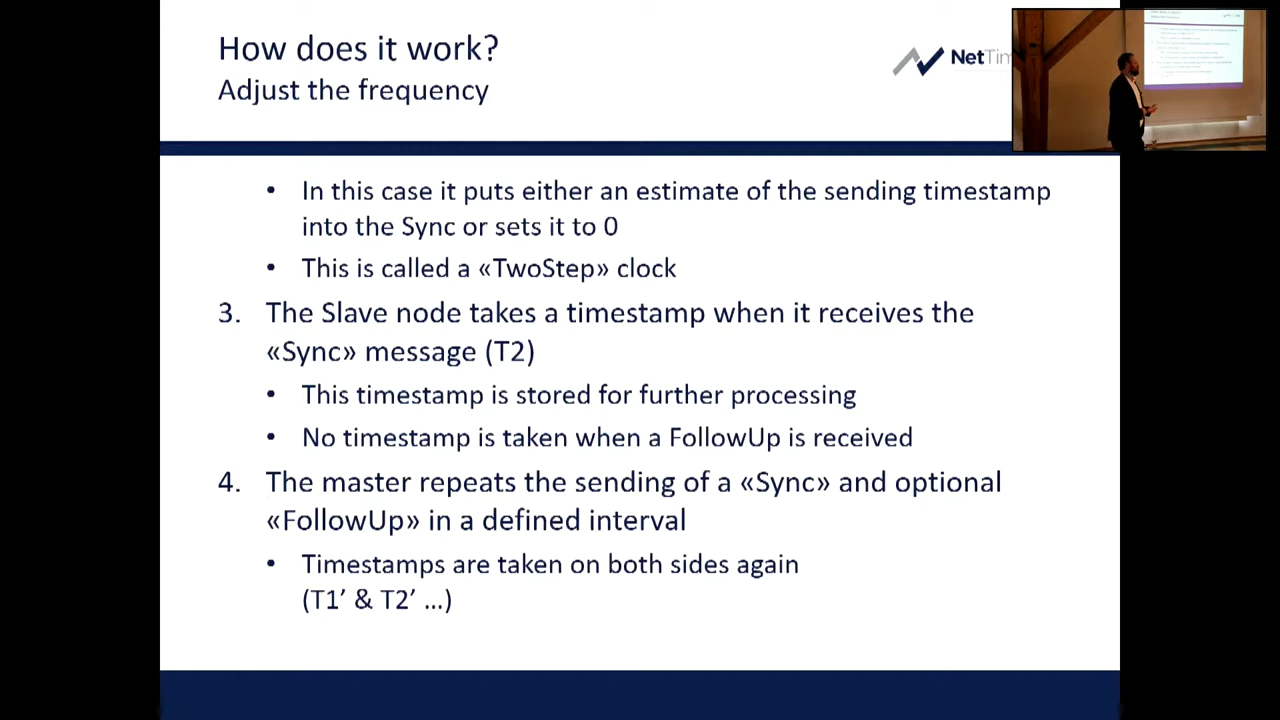 How does it work?
Adjust the frequency
NetTim
• In this case it puts either an estimate of the sending timestamp
into the Sync or sets it to 0
• This is called a «TwoStep» clock
3. The Slave node takes a timestamp when it receives the
«Sync» message (T2)
• This timestamp is stored for further processing
• No timestamp is taken when a FollowUp is received
4. The master repeats the sending of a «Sync» and optional
«FollowUp» in a defined interval
• Timestamps are taken on both sides again
(T1’ & T2’ …)